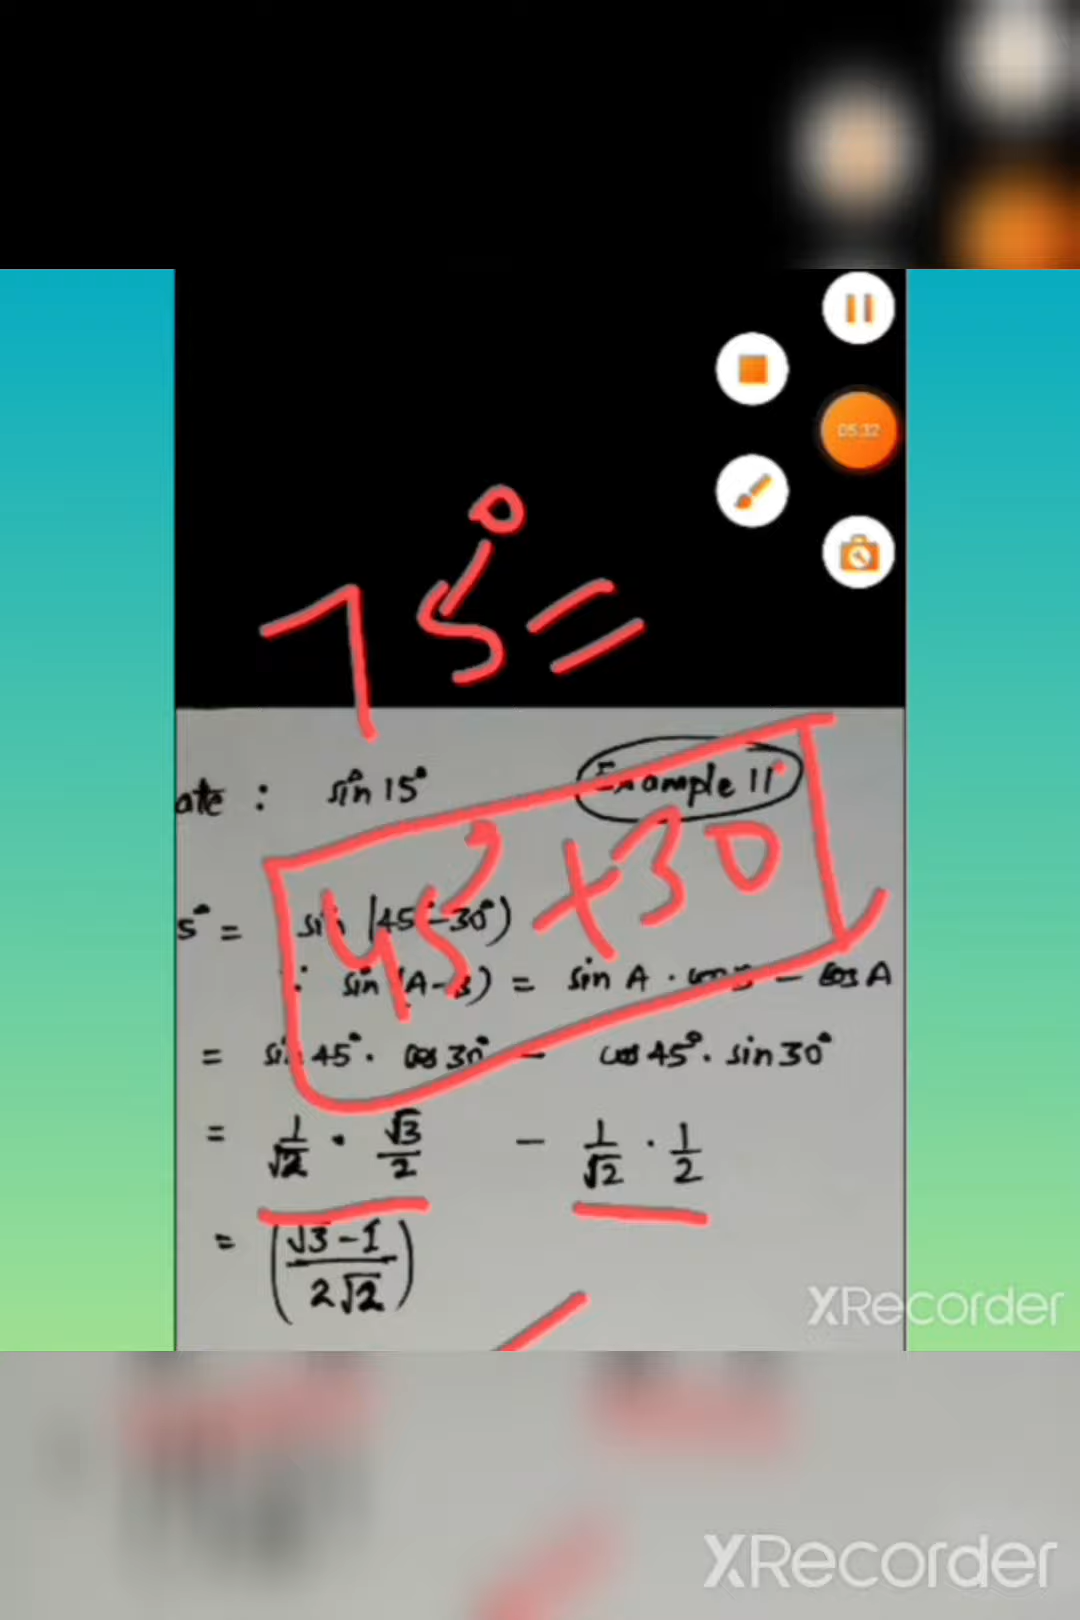 05:32
75° =
ate : sin 15°
Example 11
45° + 30
5° = sin (45° - 30°)
∵ sin (A - B) = sin A . cos B - cos A
= sin 45° . cos 30° - cos 45° . sin 30°
= 1/√2 . √3/2 - 1/√2 . 1/2
= (√3 - 1 / 2√2)
XRecorder
XRecorder